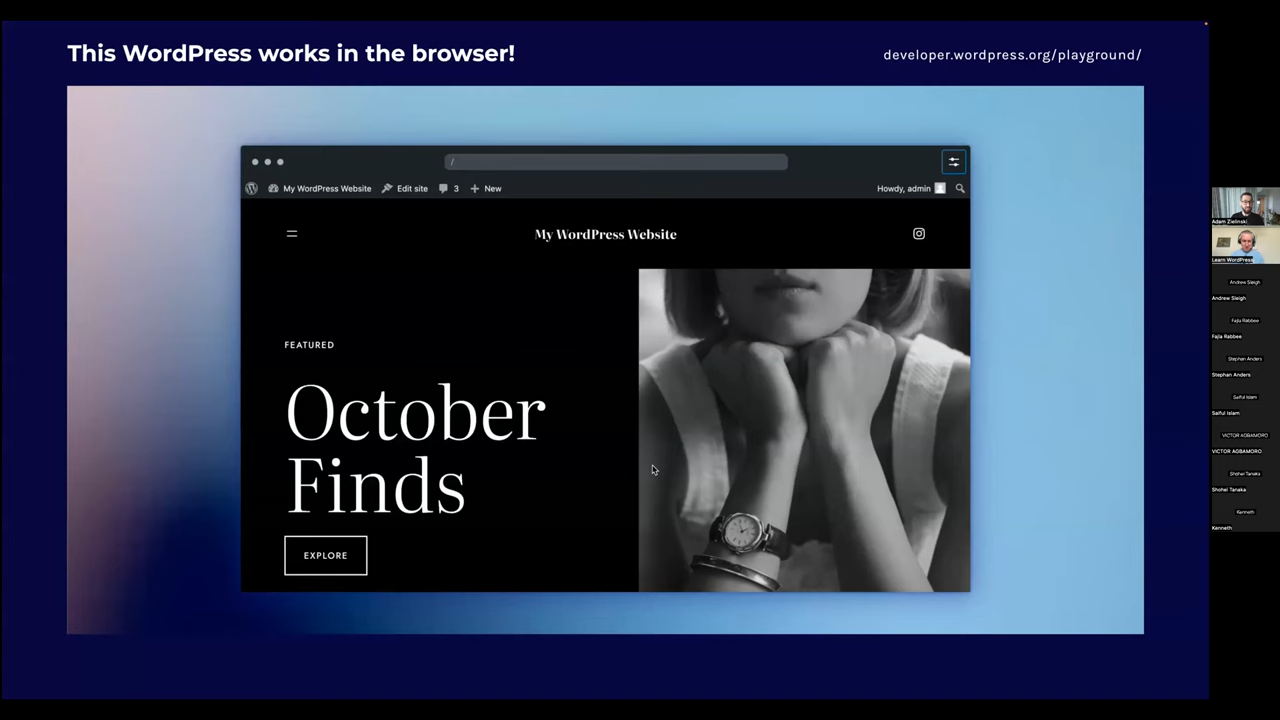 This WordPress works in the browser!
developer.wordpress.org/playground/
/
My WordPress Website
Edit site
3
New
Howdy, admin
My WordPress Website
FEATURED
October
Finds
EXPLORE
Adam Zielinski
Learn WordPress
Andrew Sleigh
Andrew Sleigh
Fajla Rabbee
Fajla Rabbee
Stephan Anders
Stephan Anders
Saiful Islam
Saiful Islam
VICTOR AGBAMORO
VICTOR AGBAMORO
Shohei Tanaka
Shohei Tanaka
Kenneth
Kenneth